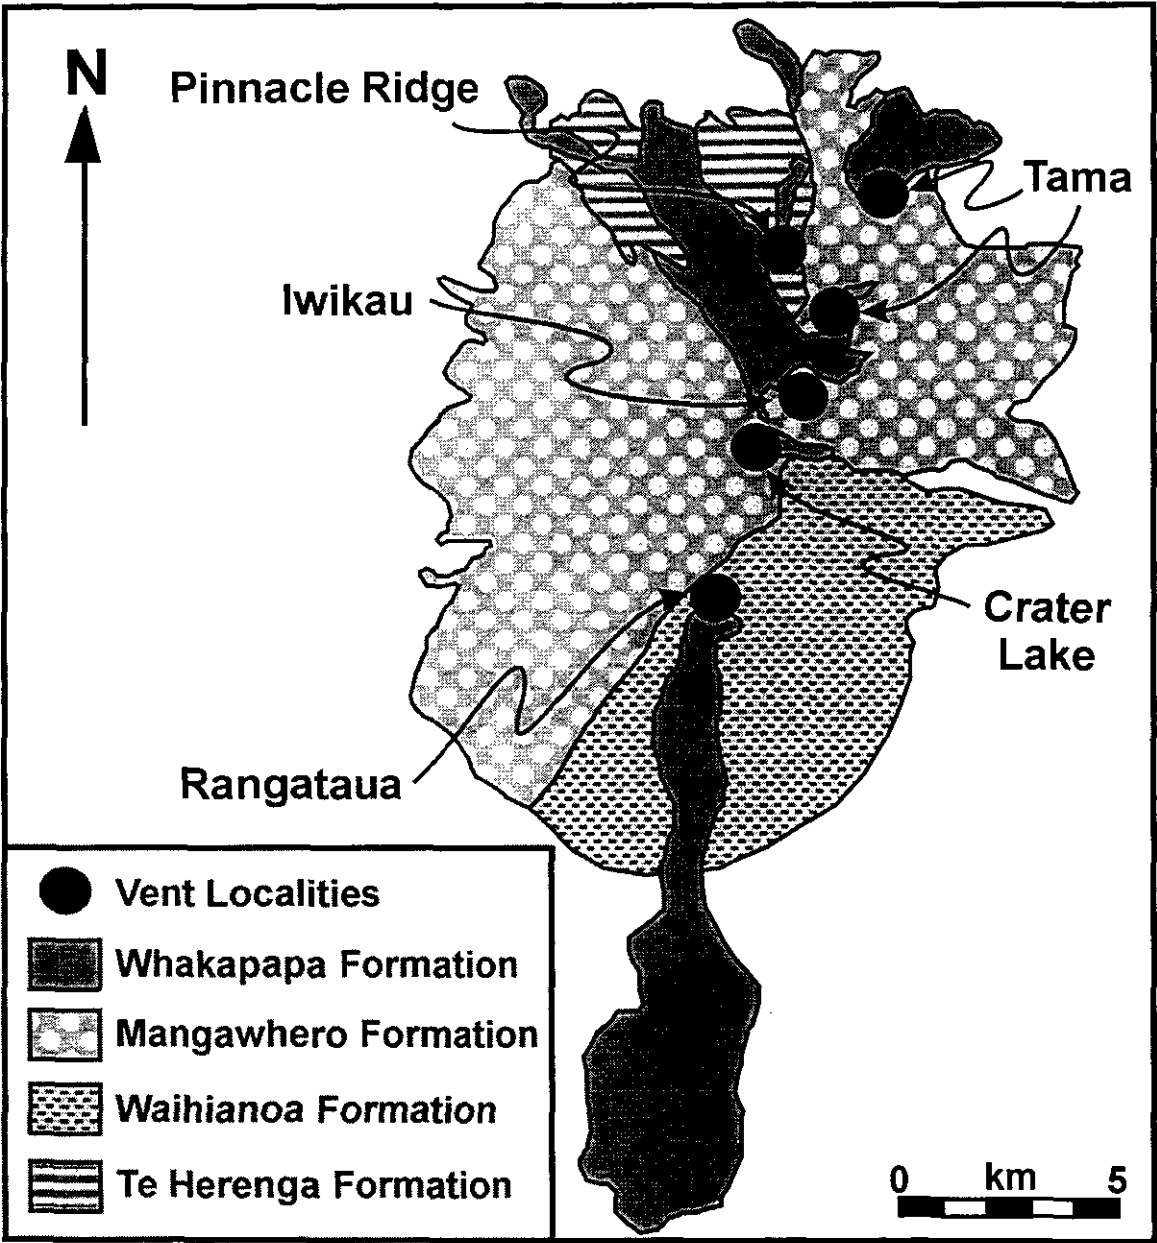 N
Pinnacle Ridge
Tama
Iwikau
Crater
Lake
Rangataua
Vent Localities
Whakapapa Formation
Mangawhero Formation
Waihianoa Formation
Te Herenga Formation
0 km 5